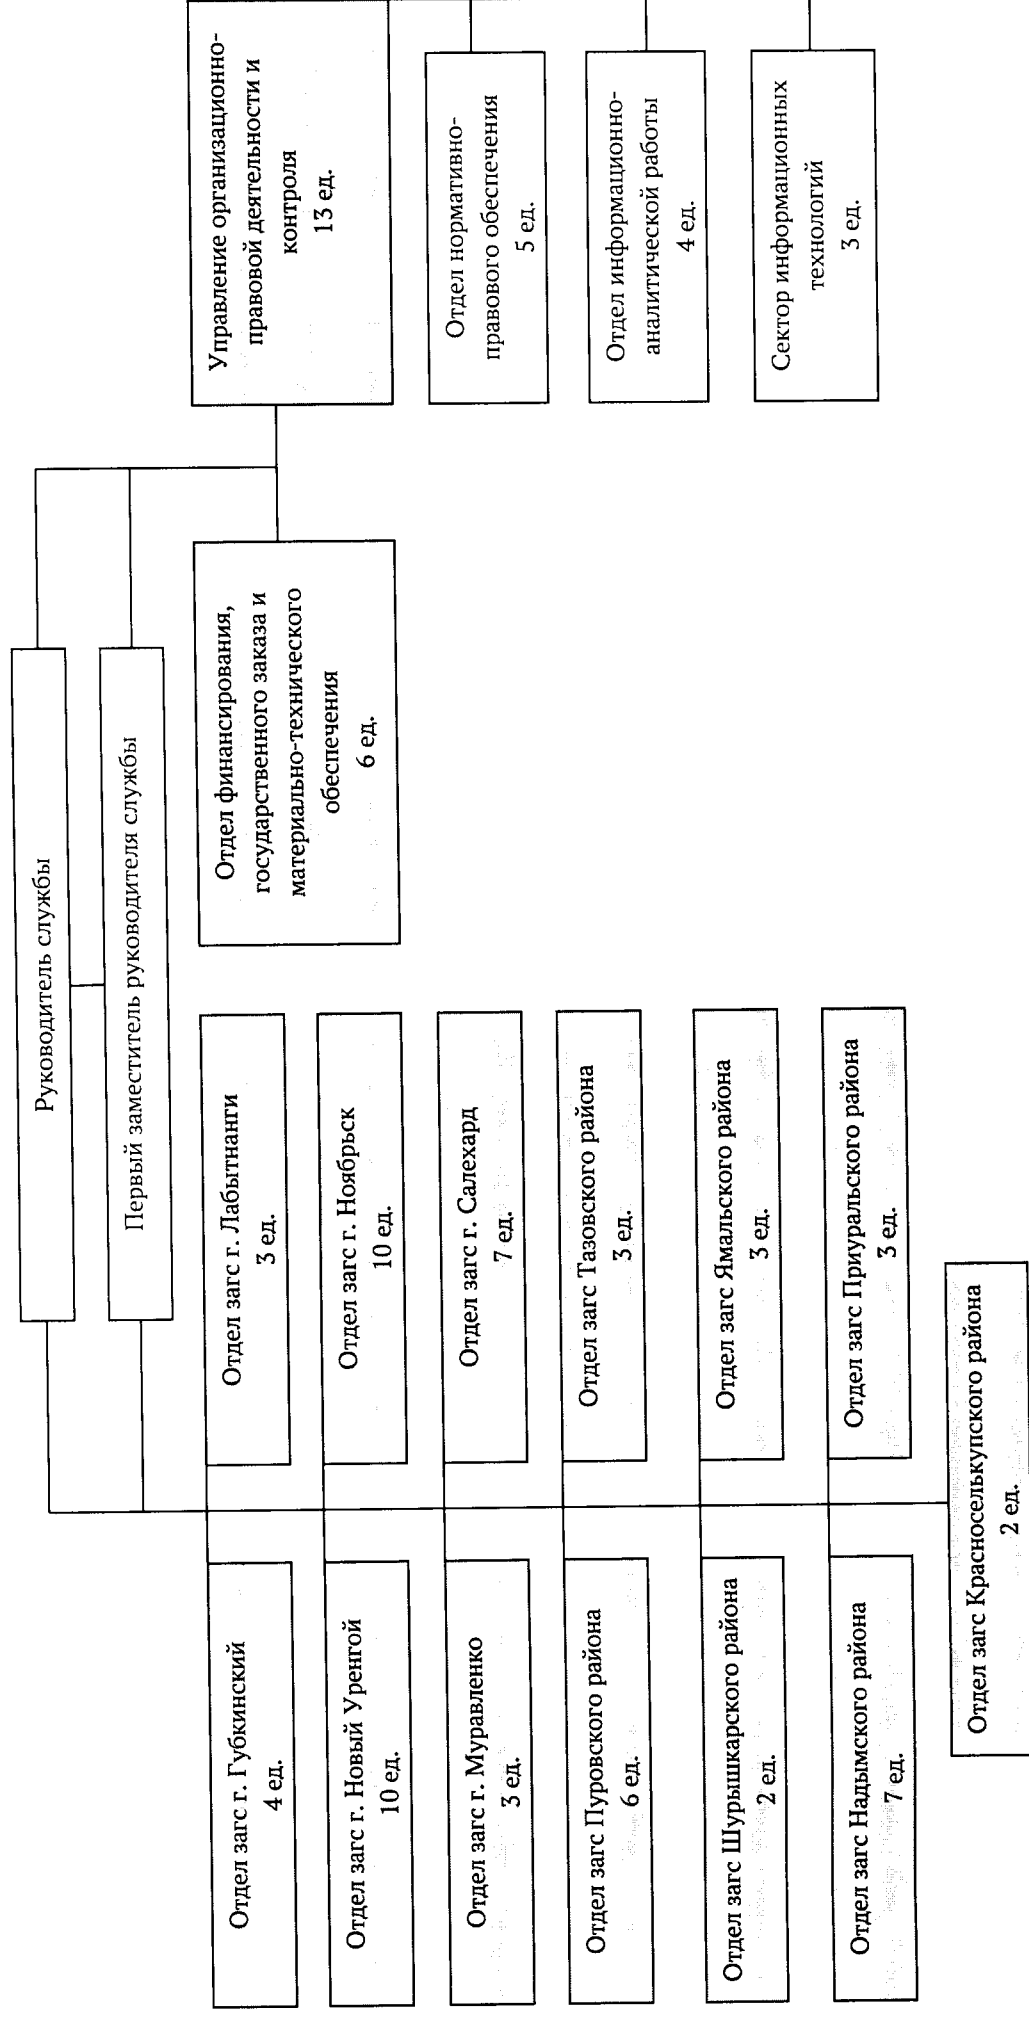 Руководитель службы
Первый заместитель руководителя службы
Отдел загс г. Губкинский
4 ед.
Отдел загс г. Лабытнанги
3 ед.
Отдел финансирования,
государственного заказа и
материально-технического
обеспечения
6 ед.
Управление организационно-
правовой деятельности и
контроля
13 ед.
Отдел загс г. Новый Уренгой
10 ед.
Отдел загс г. Ноябрьск
10 ед.
Отдел нормативно-
правового обеспечения
5 ед.
Отдел загс г. Муравленко
3 ед.
Отдел загс г. Салехард
7 ед.
Отдел загс Пуровского района
6 ед.
Отдел загс Тазовского района
3 ед.
Отдел информационно-
аналитической работы
4 ед.
Отдел загс Шурышкарского района
2 ед.
Отдел загс Ямальского района
3 ед.
Сектор информационных
технологий
3 ед.
Отдел загс Надымского района
7 ед.
Отдел загс Приуральского района
3 ед.
Отдел загс Красноселькупского района
2 ед.